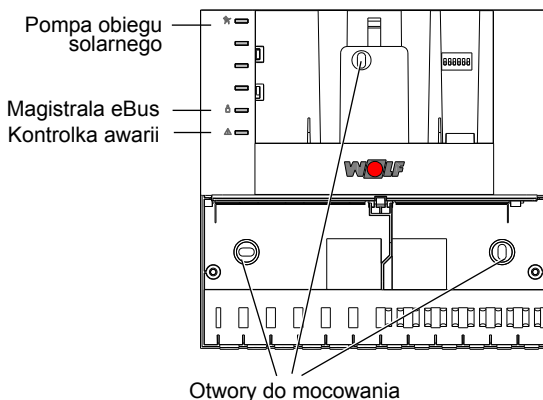 Pompa obiegu
solarnego
Magistrala eBus
Kontrolka awarii
WOLF
Otwory do mocowania